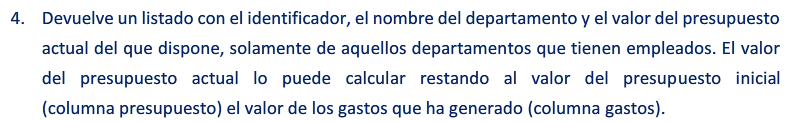 4. Devuelve un listado con el identificador, el nombre del departamento y el valor del presupuesto
actual del que dispone, solamente de aquellos departamentos que tienen empleados. El valor
del presupuesto actual lo puede calcular restando al valor del presupuesto inicial
(columna presupuesto) el valor de los gastos que ha generado (columna gastos).